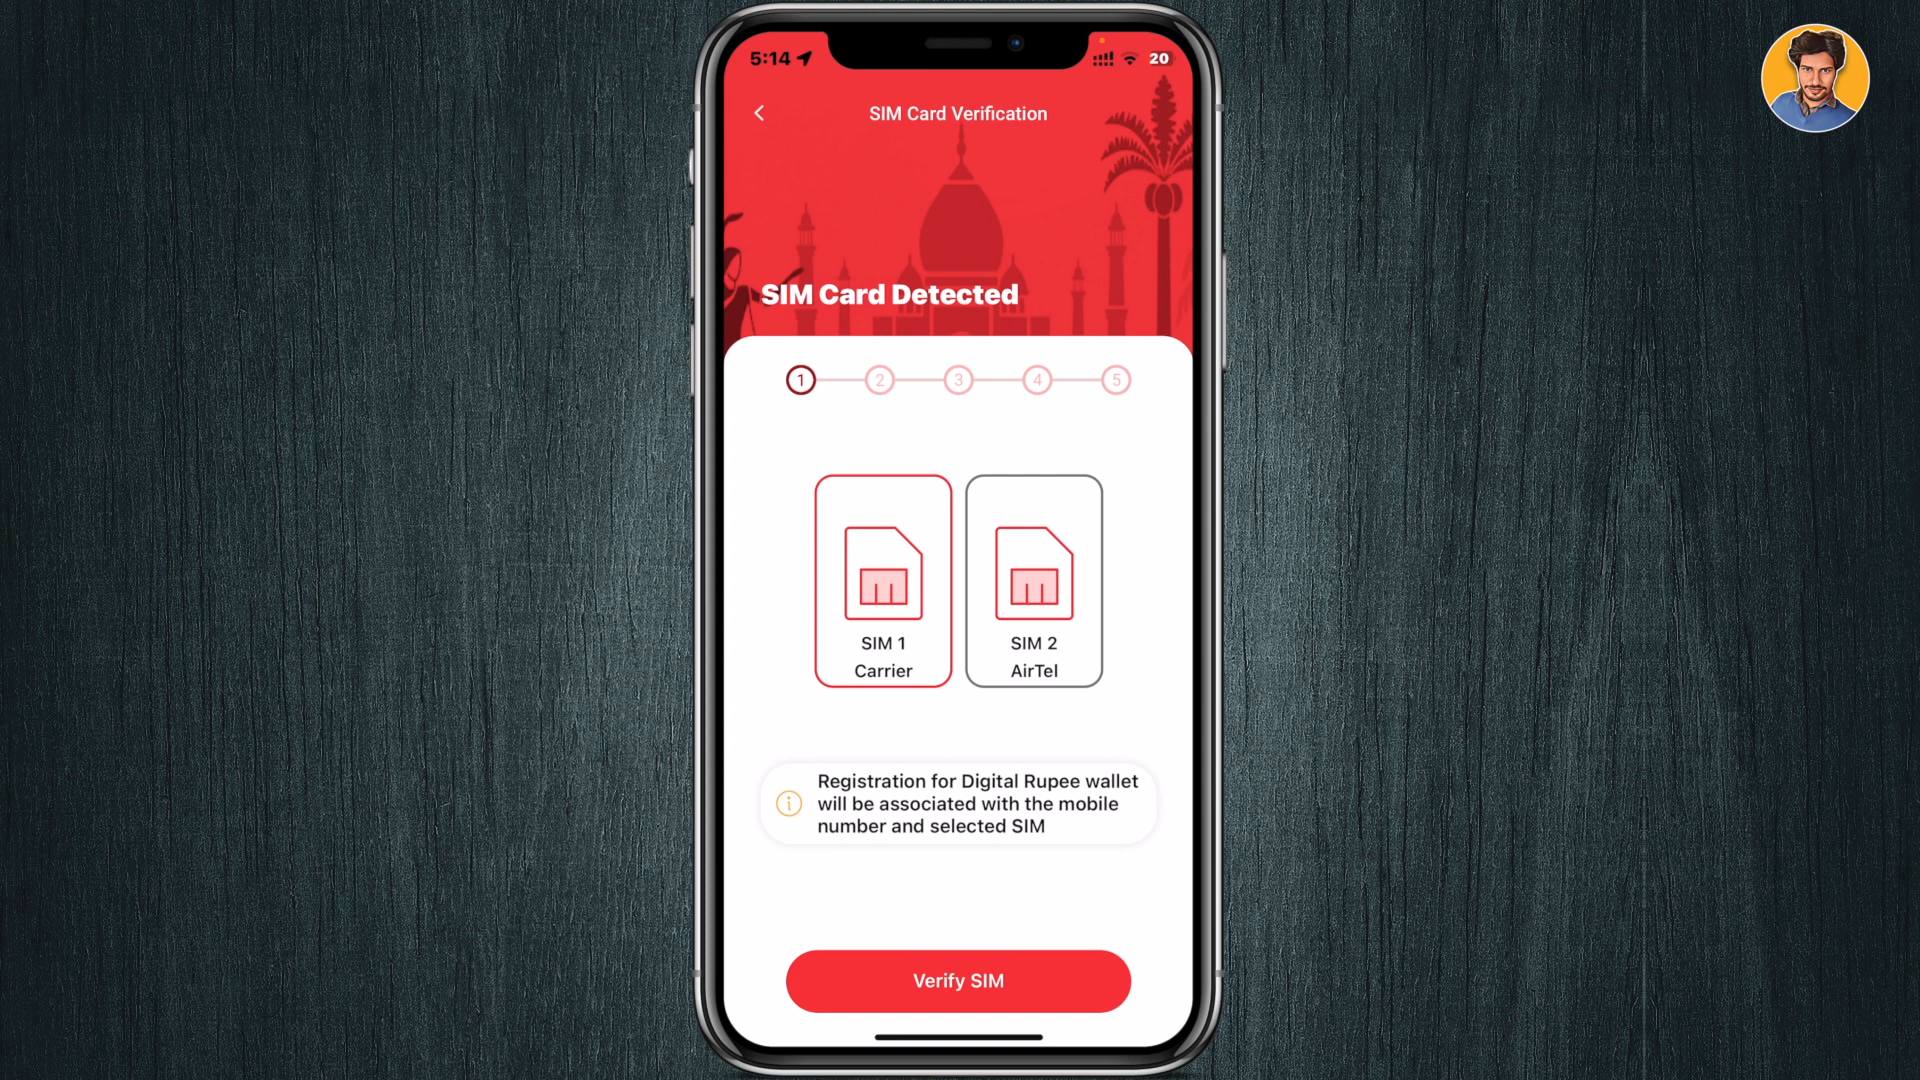 5:14
20
SIM Card Verification
SIM Card Detected
1 2 3 4 5
SIM 1
Carrier
SIM 2
AirTel
Registration for Digital Rupee wallet
will be associated with the mobile
number and selected SIM
Verify SIM